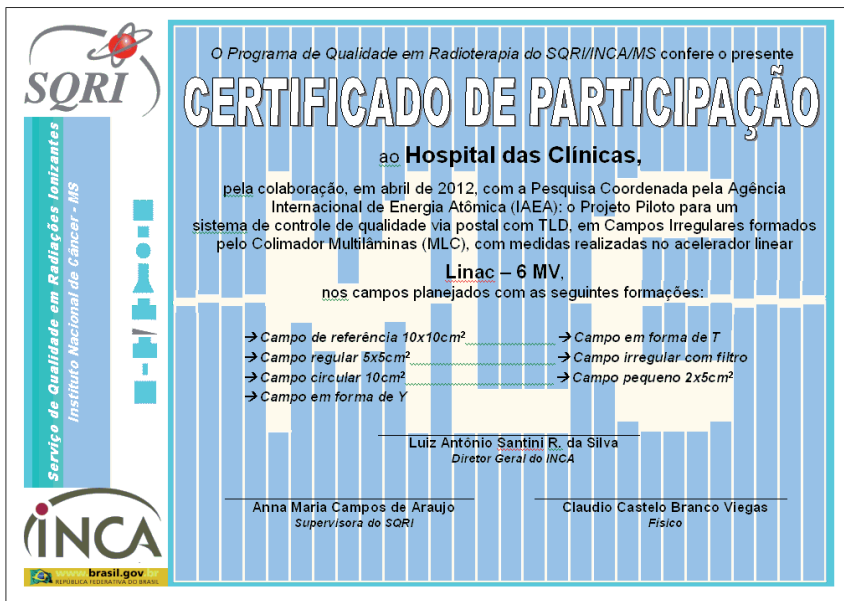 SQRI
Serviço de Qualidade em Radiações Ionizantes
Instituto Nacional de Câncer - MS
INCA
www.brasil.gov.br
REPÚBLICA FEDERATIVA DO BRASIL
O Programa de Qualidade em Radioterapia do SQRI/INCA/MS confere o presente
CERTIFICADO DE PARTICIPAÇÃO
ao Hospital das Clínicas,
pela colaboração, em abril de 2012, com a Pesquisa Coordenada pela Agência
Internacional de Energia Atômica (IAEA): o Projeto Piloto para um
sistema de controle de qualidade via postal com TLD, em Campos Irregulares formados
pelo Colimador Multilâminas (MLC), com medidas realizadas no acelerador linear
Linac – 6 MV,
nos campos planejados com as seguintes formações:
→ Campo de referência 10x10cm² → Campo em forma de T
→ Campo regular 5x5cm² → Campo irregular com filtro
→ Campo circular 10cm² → Campo pequeno 2x5cm²
→ Campo em forma de Y
Luiz Antônio Santini R. da Silva
Diretor Geral do INCA
Anna Maria Campos de Araujo Claudio Castelo Branco Viegas
Supervisora do SQRI Físico